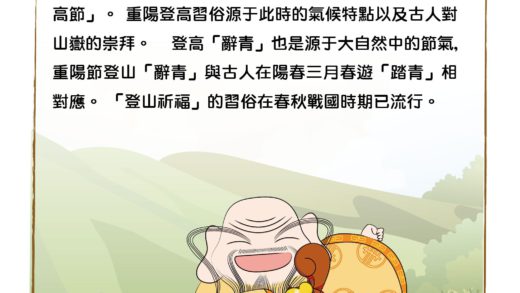 高節」。 重陽登高習俗源于此時的氣候特點以及古人對
山嶽的崇拜。 登高「辭青」也是源于大自然中的節氣,
重陽節登山「辭青」與古人在陽春三月春遊「踏青」相
對應。 「登山祈福」的習俗在春秋戰國時期已流行。